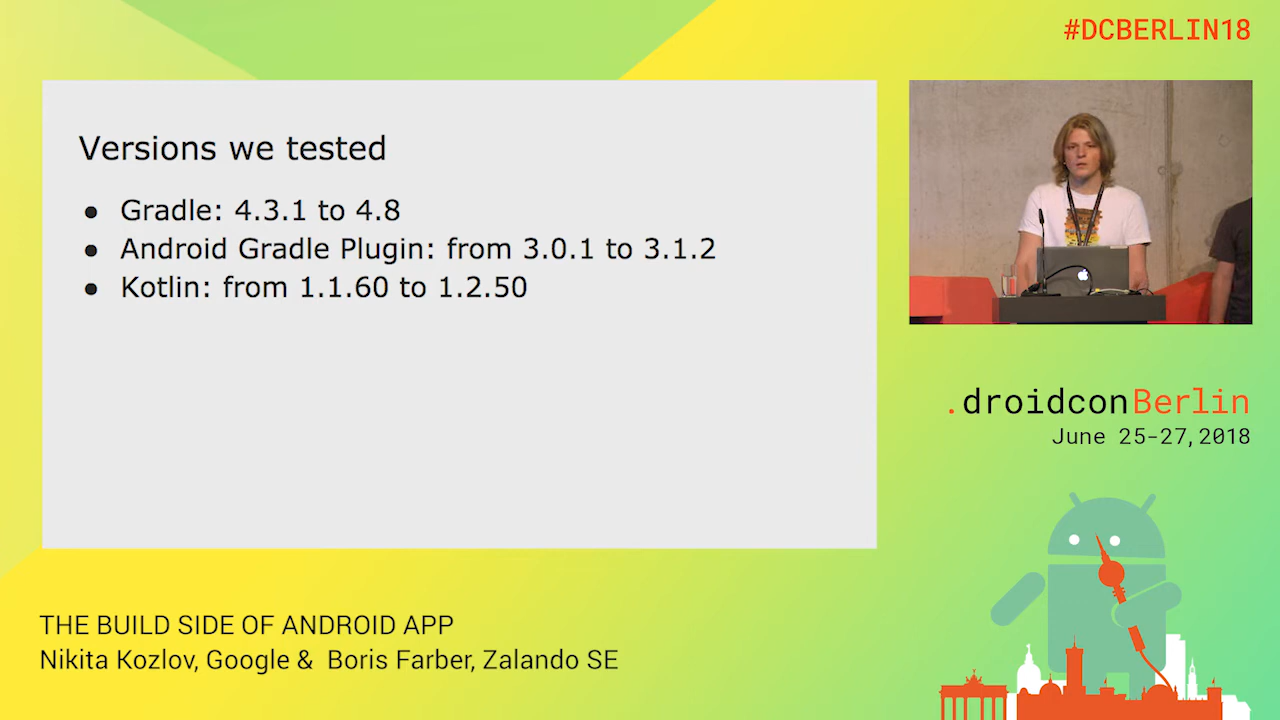 #DCBERLIN18
Versions we tested
● Gradle: 4.3.1 to 4.8
● Android Gradle Plugin: from 3.0.1 to 3.1.2
● Kotlin: from 1.1.60 to 1.2.50
.droidconBerlin
June 25-27,2018
THE BUILD SIDE OF ANDROID APP
Nikita Kozlov, Google & Boris Farber, Zalando SE